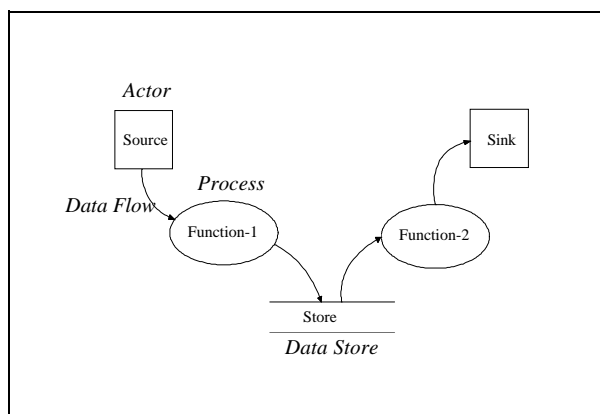 Actor
Source
Sink
Process
Data Flow
Function-1
Function-2
Store
Data Store